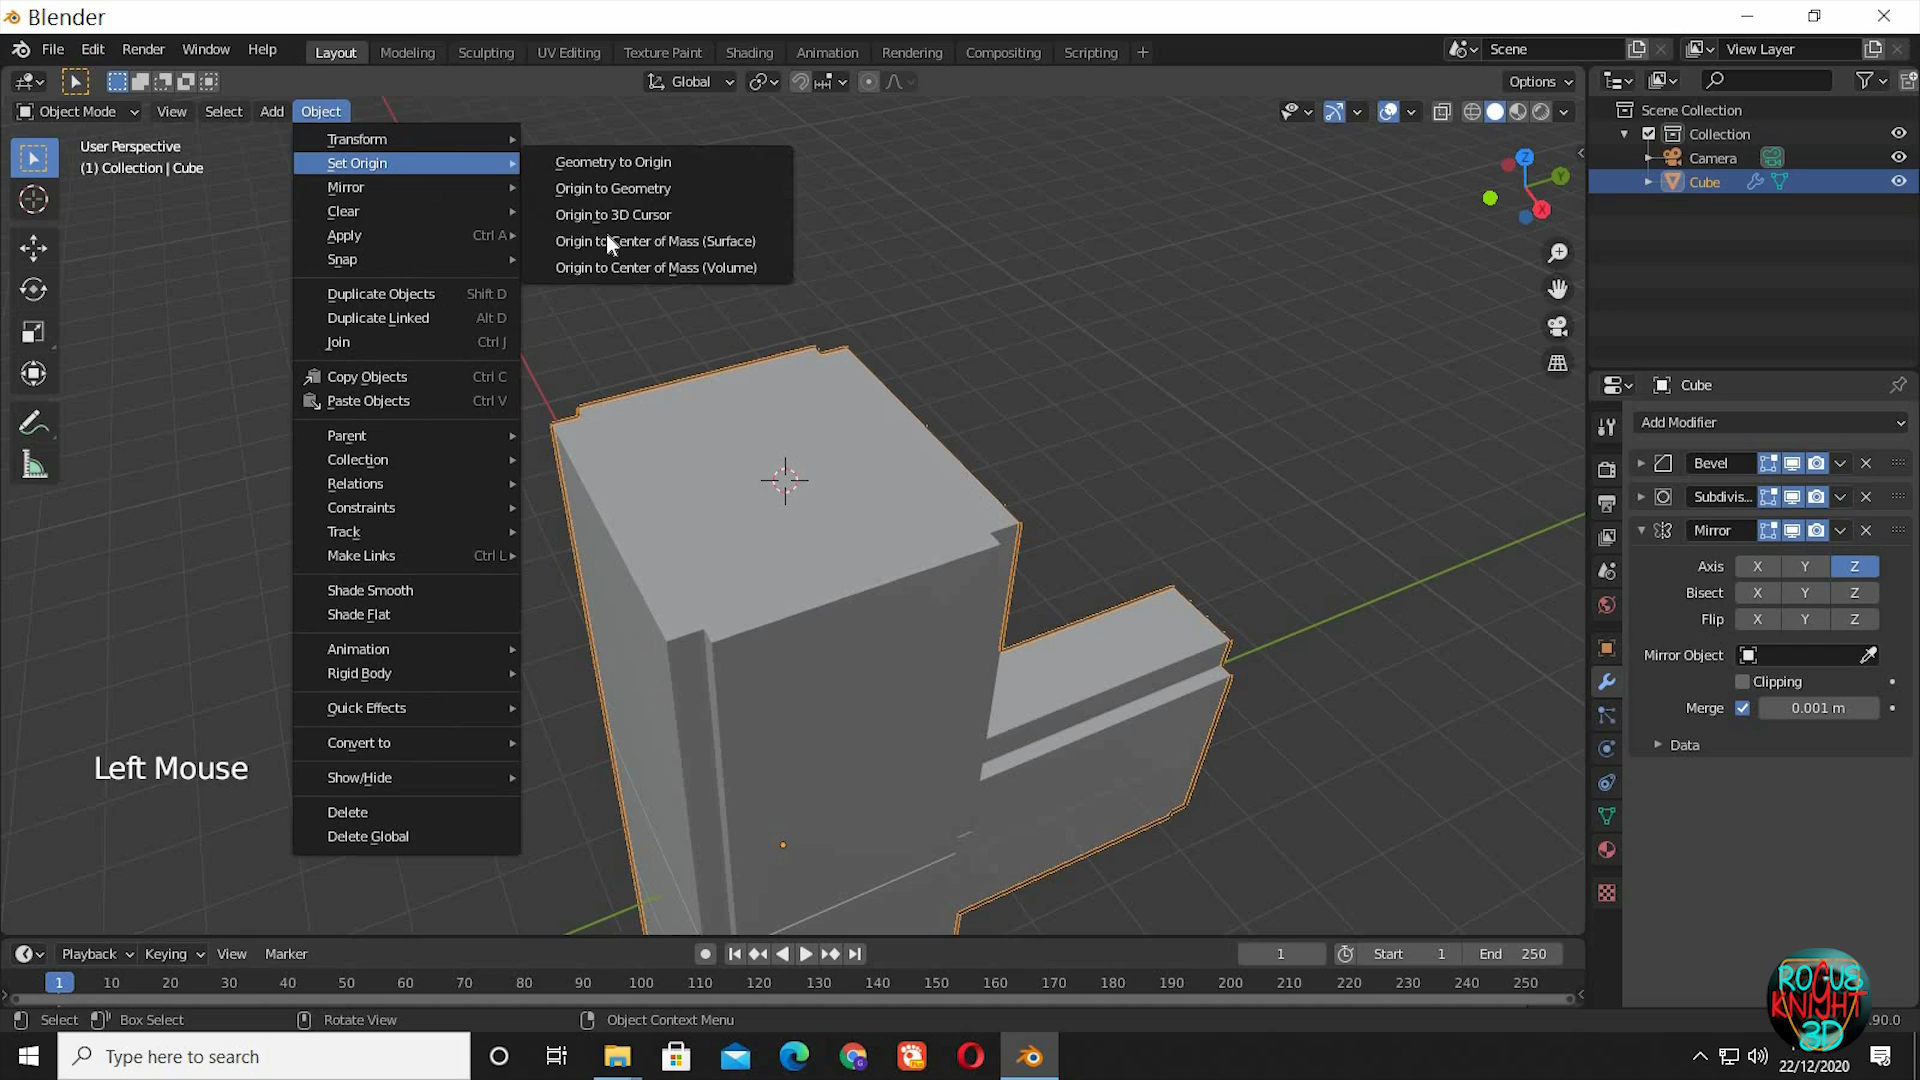 Blender
File Edit Render Window Help
Layout Modeling Sculpting UV Editing Texture Paint Shading Animation Rendering Compositing Scripting +
Scene
View Layer
Global
Options
Object Mode View Select Add Object
User Perspective
(1) Collection | Cube
Transform
Set Origin
Mirror
Clear
Apply Ctrl A
Snap
Duplicate Objects Shift D
Duplicate Linked Alt D
Join Ctrl J
Copy Objects Ctrl C
Paste Objects Ctrl V
Parent
Collection
Relations
Constraints
Track
Make Links Ctrl L
Shade Smooth
Shade Flat
Animation
Rigid Body
Quick Effects
Convert to
Show/Hide
Delete
Delete Global
Geometry to Origin
Origin to Geometry
Origin to 3D Cursor
Origin to Center of Mass (Surface)
Origin to Center of Mass (Volume)
Z
Y
X
Left Mouse
Scene Collection
Collection
Camera
Cube
Cube
Add Modifier
Bevel
Subdivis...
Mirror
Axis X Y Z
Bisect X Y Z
Flip X Y Z
Mirror Object
Clipping
Merge 0.001 m
Data
Playback Keying View Marker
1 Start 1 End 250
1 10 20 30 40 50 60 70 80 90 100 110 120 130 140 150 160 170 180 190 200 210 220 230 240 250
Select Box Select Rotate View Object Context Menu
.90.0
ROGUE
KNIGHT
3D
Type here to search
22/12/2020